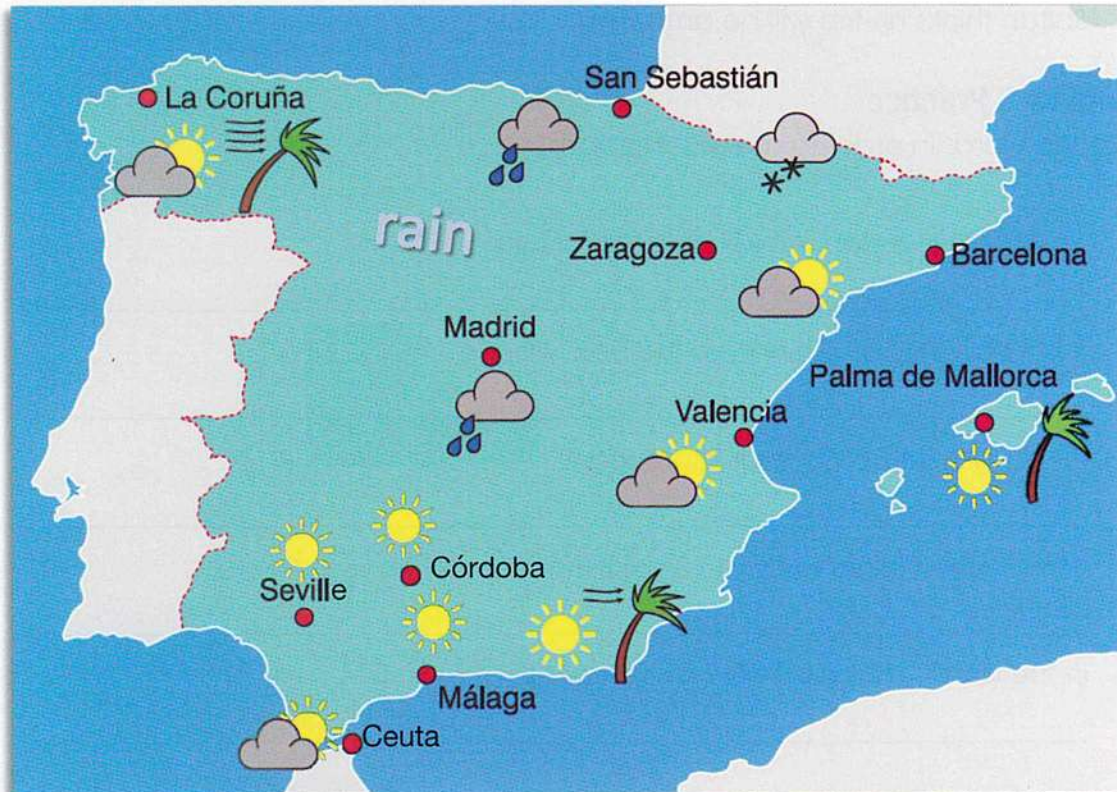 San Sebastián
La Coruña
rain
Zaragoza
Barcelona
Madrid
Palma de Mallorca
Valencia
Córdoba
Seville
Málaga
Ceuta